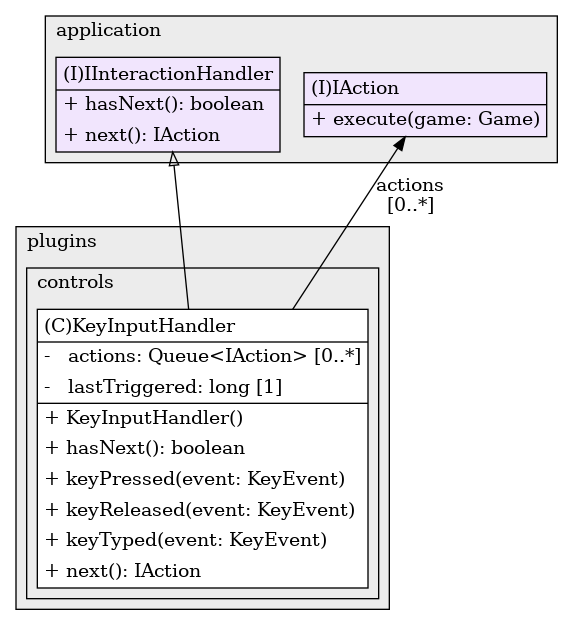 application
(I)IInteractionHandler
+ hasNext(): boolean
+ next(): IAction
(I)IAction
+ execute(game: Game)
actions
[0..*]
plugins
controls
(C)KeyInputHandler
- actions: Queue<IAction> [0..*]
- lastTriggered: long [1]
+ KeyInputHandler()
+ hasNext(): boolean
+ keyPressed(event: KeyEvent)
+ keyReleased(event: KeyEvent)
+ keyTyped(event: KeyEvent)
+ next(): IAction